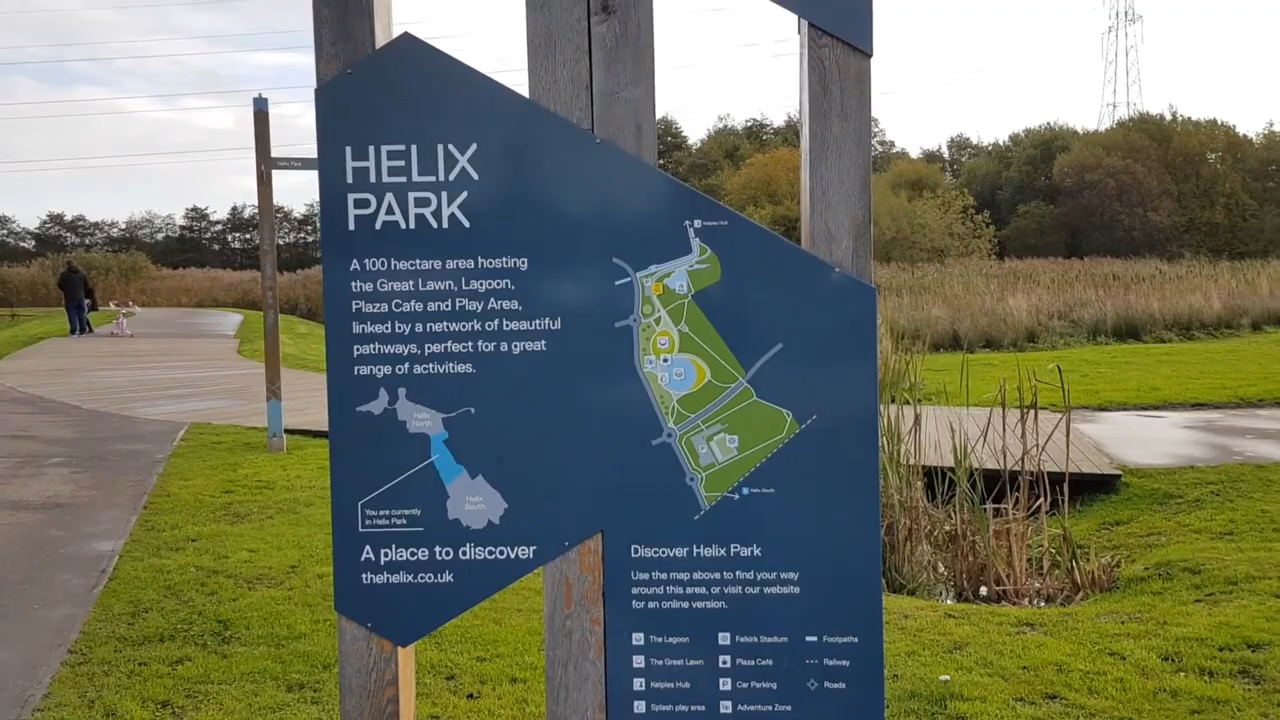 Helix Park
HELIX
PARK
A 100 hectare area hosting
the Great Lawn, Lagoon,
Plaza Cafe and Play Area,
linked by a network of beautiful
pathways, perfect for a great
range of activities.
Helix
North
Helix
South
You are currently
in Helix Park
A place to discover
thehelix.co.uk
Kelpies Hub
P
P
Helix South
Discover Helix Park
Use the map above to find your way
around this area, or visit our website
for an online version.
The Lagoon
The Great Lawn
Kelpies Hub
Splash play area
Falkirk Stadium
Plaza Café
P Car Parking
Adventure Zone
Footpaths
Railway
Roads